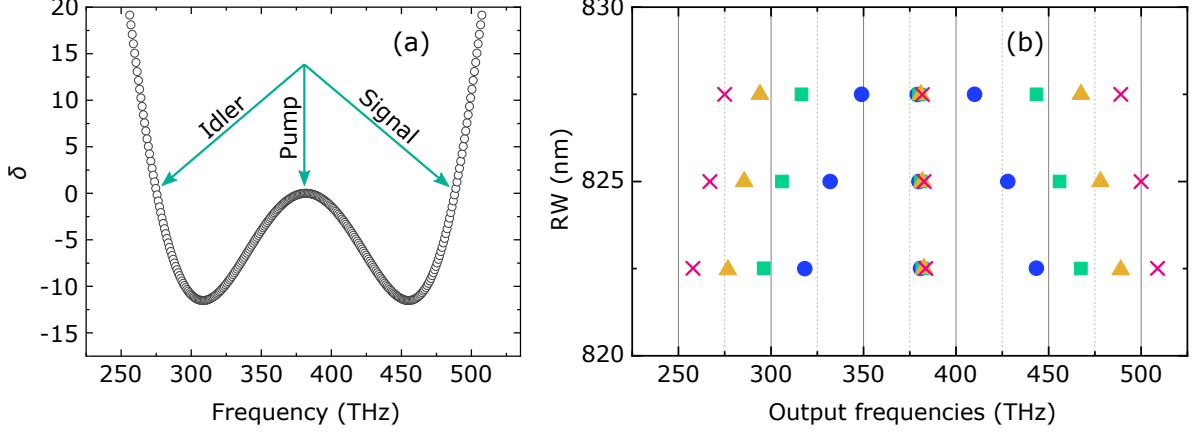 20
15
10
5
0
-5
-10
-15
δ
(a)
Idler
Pump
Signal
250 300 350 400 450 500
Frequency (THz)
830
825
820
RW (nm)
(b)
250 300 350 400 450 500
Output frequencies (THz)